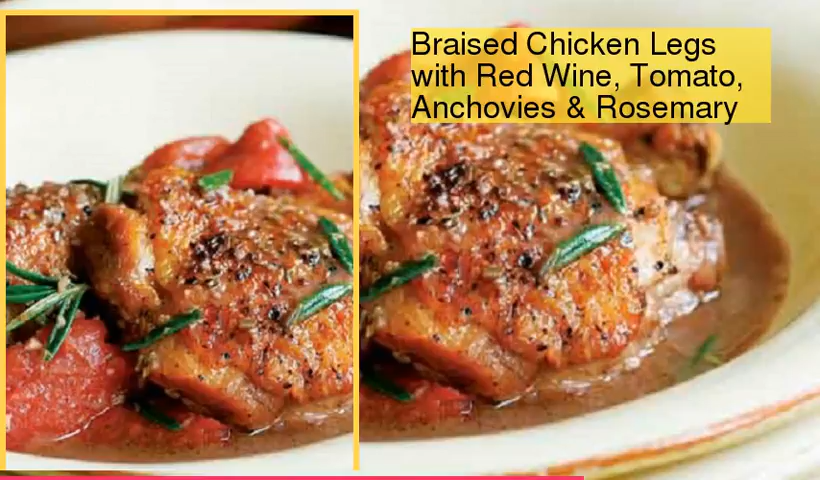 Braised Chicken Legs
with Red Wine, Tomato,
Anchovies & Rosemary